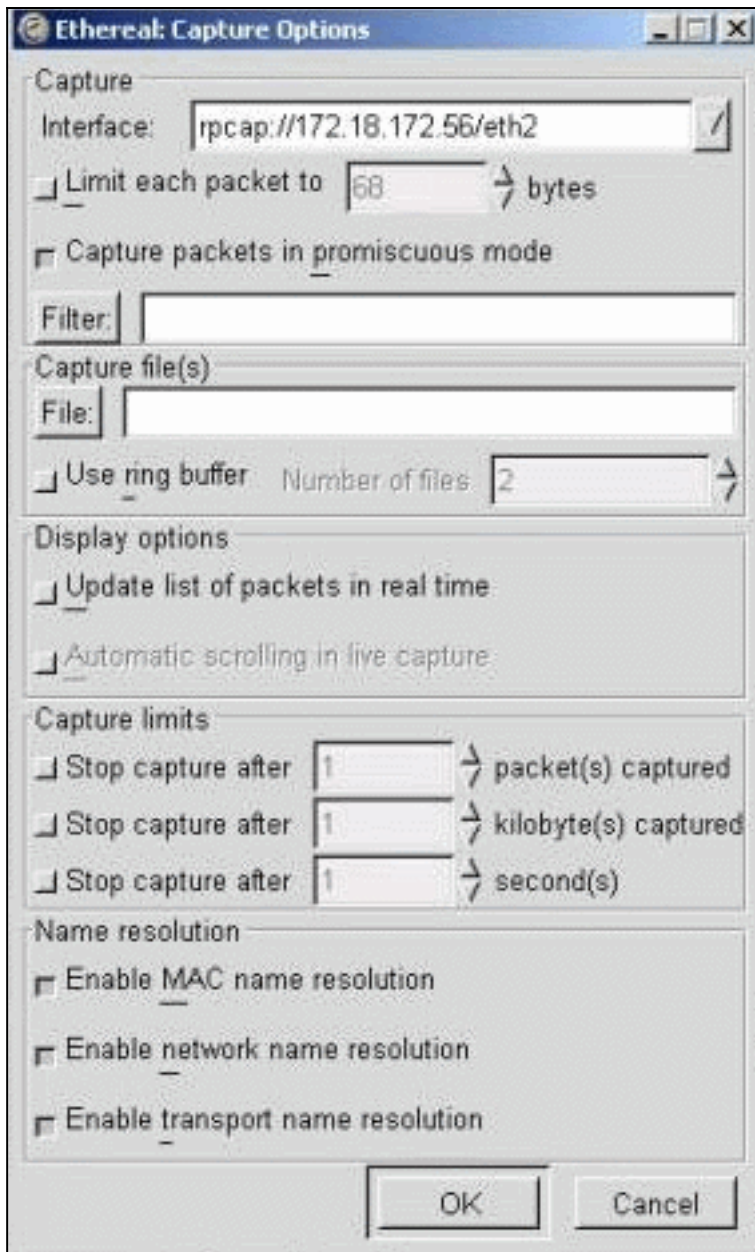 Ethereal: Capture Options
Capture
Interface: rpcap://172.18.172.56/eth2
Limit each packet to 68 bytes
Capture packets in promiscuous mode
Filter:
Capture file(s)
File:
Use ring buffer Number of files 2
Display options
Update list of packets in real time
Automatic scrolling in live capture
Capture limits
Stop capture after 1 packet(s) captured
Stop capture after 1 kilobyte(s) captured
Stop capture after 1 second(s)
Name resolution
Enable MAC name resolution
Enable network name resolution
Enable transport name resolution
OK Cancel